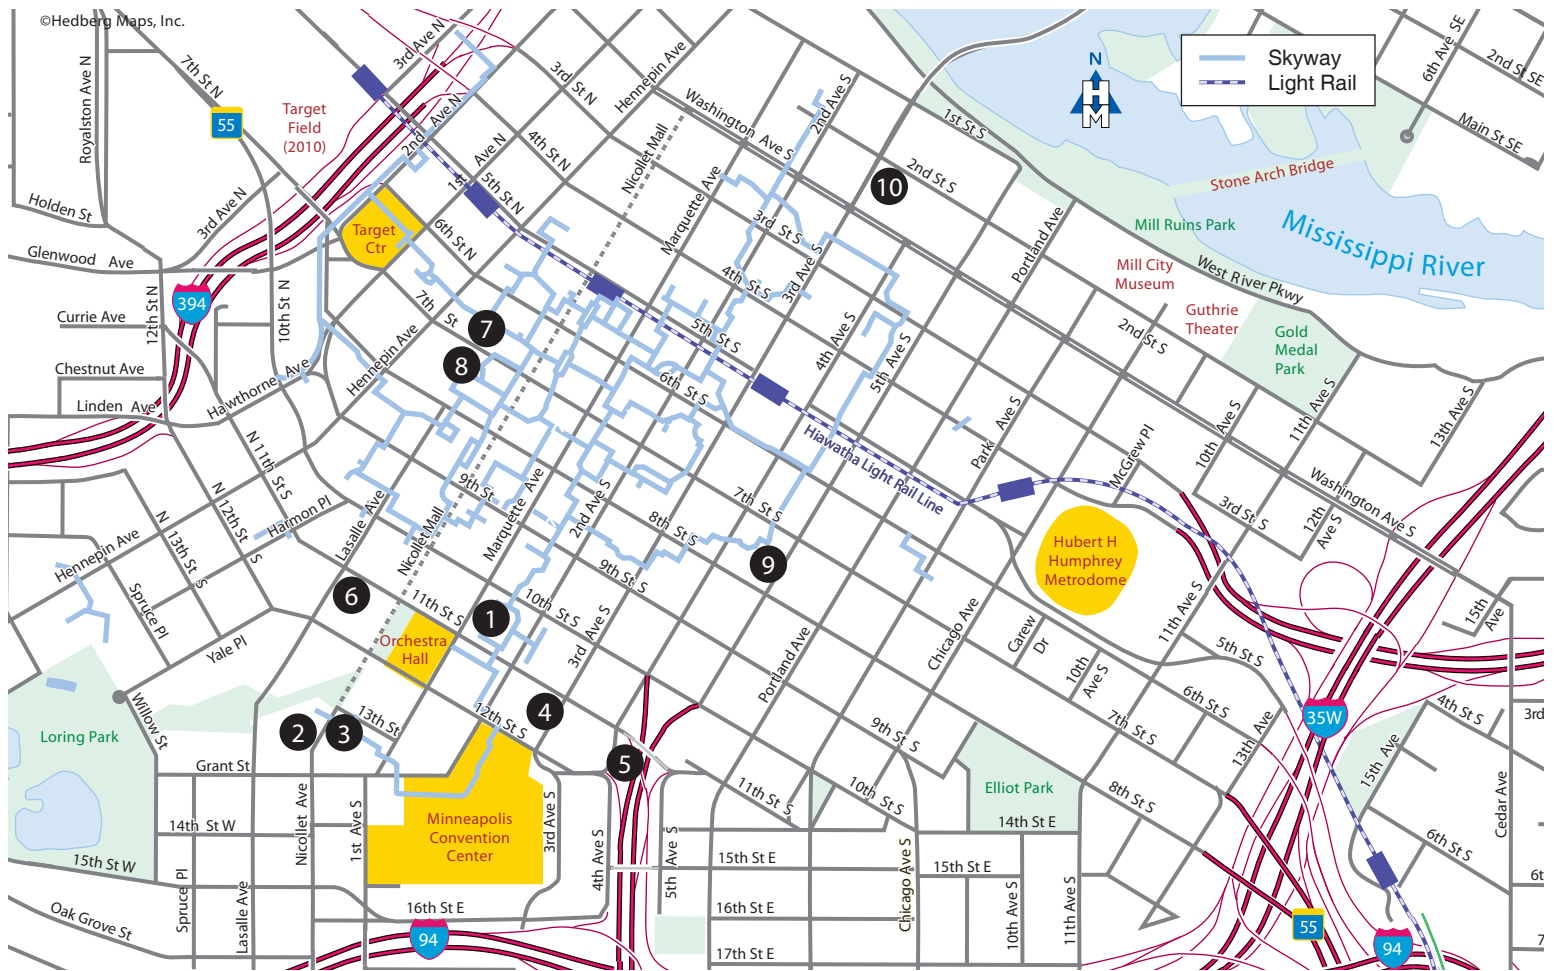 ©Hedberg Maps, Inc.
N
H
M
Skyway
Light Rail
3rd Ave N
7th St N
55
Target
Field
(2010)
Royalston Ave N
2nd Ave N
3rd St N
Hennepin Ave
Washington Ave S
2nd Ave S
1st St S
6th Ave SE
2nd St SE
Main St SE
Stone Arch Bridge
Mississippi River
Mill Ruins Park
West River Pkwy
Holden St
3rd Ave N
Glenwood Ave
394
12th St N
10th St N
Currie Ave
Chestnut Ave
Linden Ave
Hawthorne Ave
Target
Ctr
1st Ave N
4th St N
5th St N
6th St N
7th
St
Nicollet Mall
Marquette Ave
10
2nd St S
3rd St S
3rd Ave S
4th St S
Portland Ave
Mill City
Museum
Guthrie
Theater
Gold
Medal
Park
2nd St S
7
8
Hennepin Ave
5th St S
6th St S
4th Ave S
5th Ave S
Park Ave S
McGrew Pl
10th Ave S
11th Ave S
13th Ave S
Washington Ave S
Hiawatha Light Rail Line
N 11th St S
N 12th St S
N 13th St S
Harmon Pl
Hennepin Ave
Spruce Pl
Yale Pl
Lasalle Ave
Nicollet Mall
9th St
Marquette Ave
2nd Ave S
7th St S
8th St S
9
9th St S
10th St S
3rd St S
12th
Ave S
Hubert H
Humphrey
Metrodome
6
11th St S
1
Orchestra
Hall
3rd Ave S
Portland Ave
Chicago Ave
Carew
Dr
10th
Ave S
11th Ave S
5th St S
15th
Ave
Loring Park
Willow St
2
3
13th St
12th St S
4
5
9th St S
6th St S
7th St S
13th Ave S
35W
4th St S
3rd
15th Ave
Grant St
Nicollet Ave
1st Ave S
Minneapolis
Convention
Center
3rd Ave S
4th Ave S
5th Ave S
11th St S
10th St S
Elliot Park
8th St S
14th St E
14th St W
15th St W
Spruce Pl
Lasalle Ave
Oak Grove St
16th St E
94
15th St E
16th St E
17th St E
Chicago Ave S
15th St E
10th Ave S
11th Ave S
55
94
6th St S
Cedar Ave
6t
7